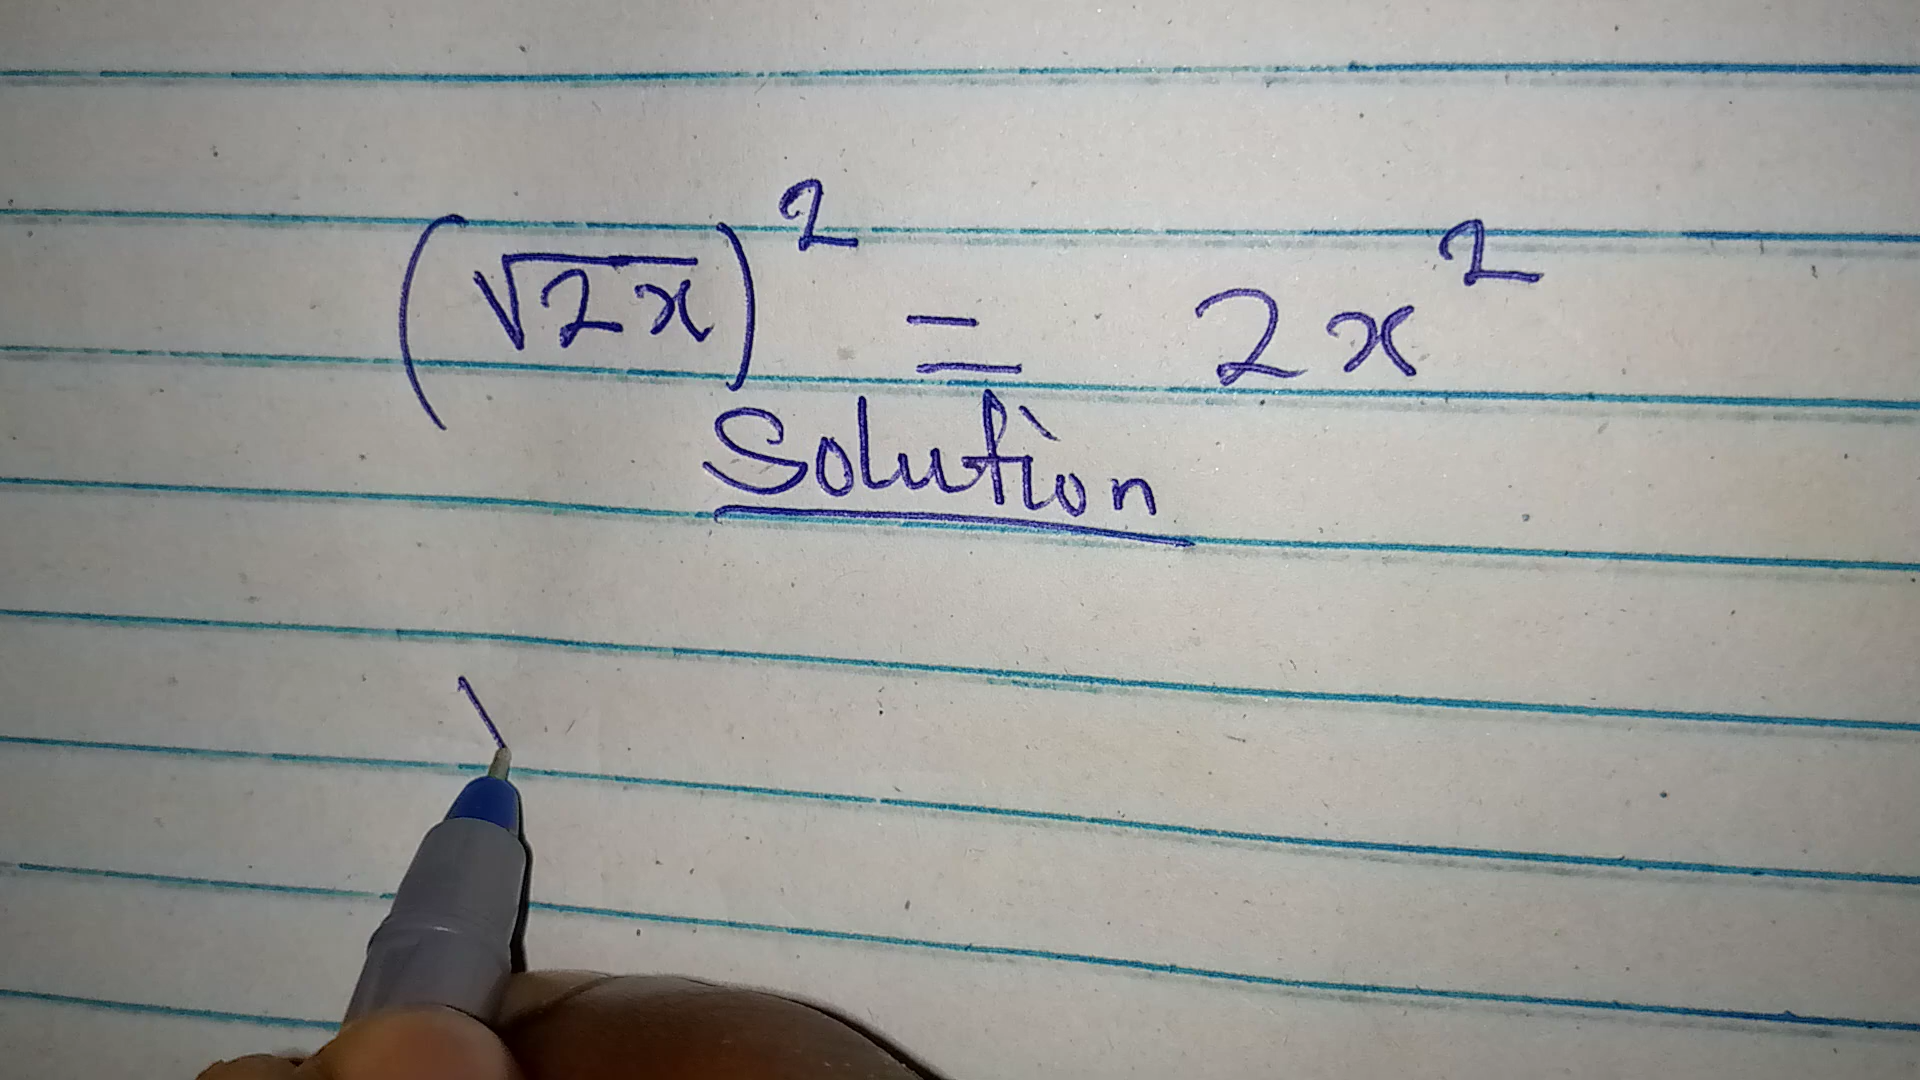 (√2x)² = 2x²
Solution